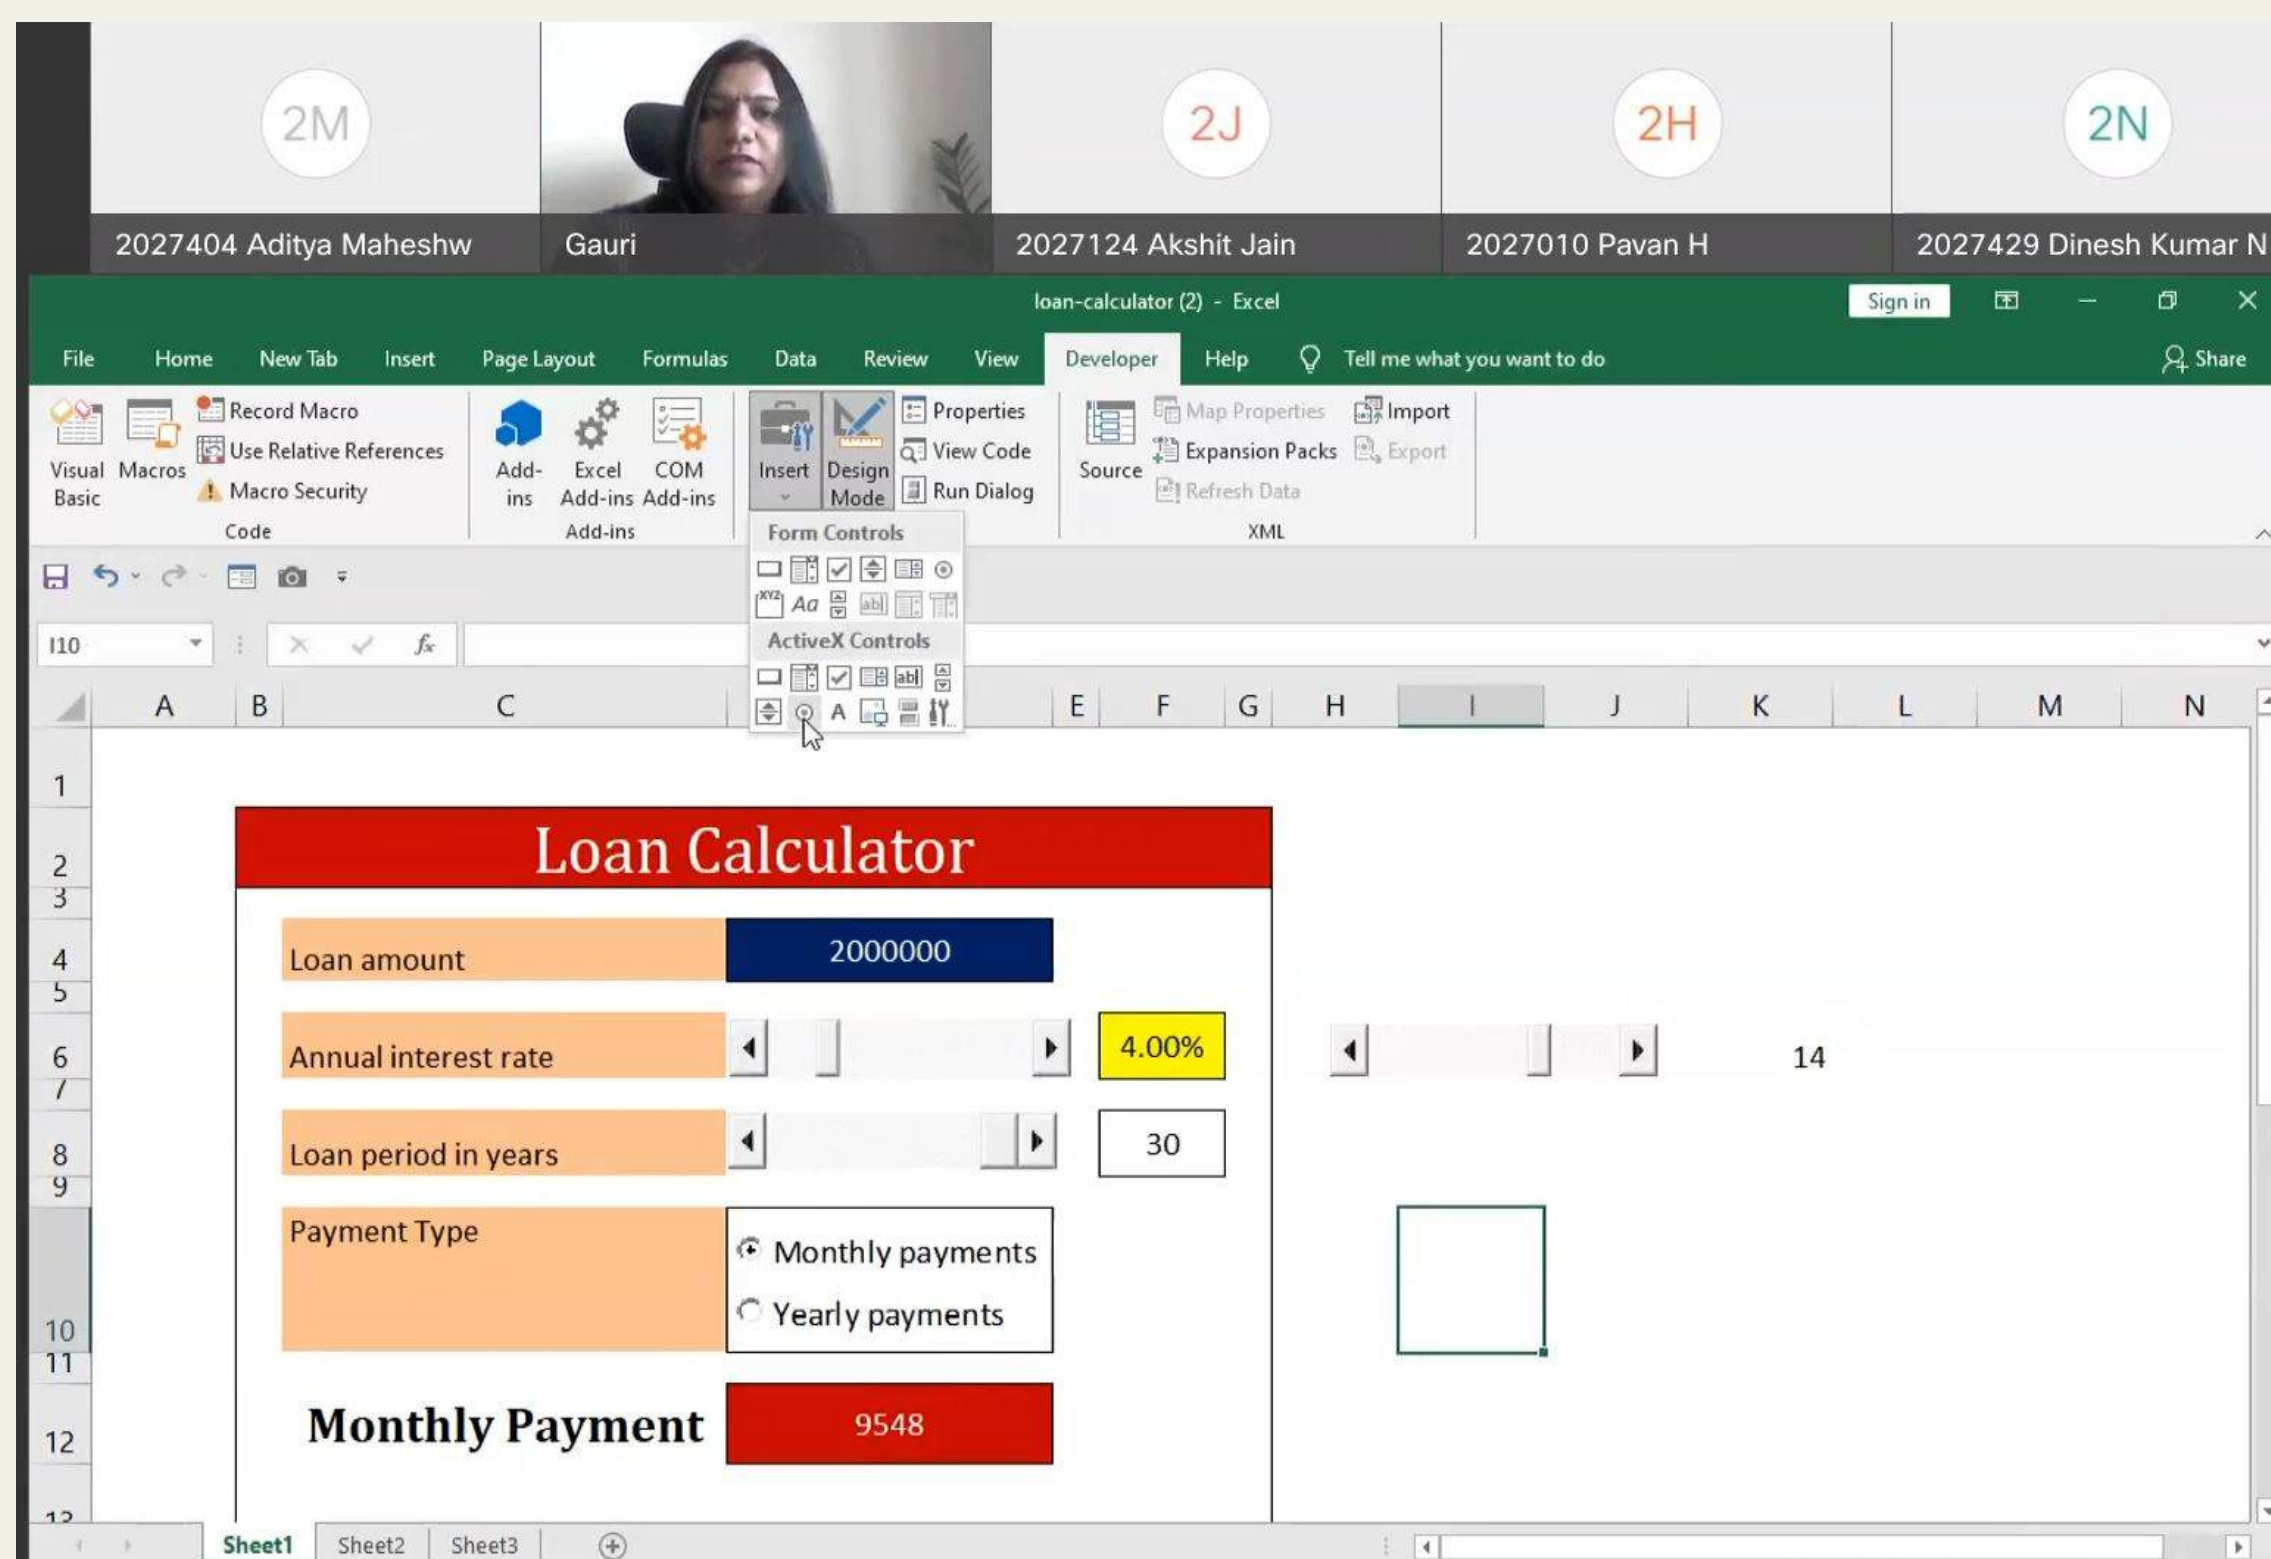 2M
2J
2H
2N
2027404 Aditya Maheshw
Gauri
2027124 Akshit Jain
2027010 Pavan H
2027429 Dinesh Kumar N
loan-calculator (2) - Excel
Sign in
File Home New Tab Insert Page Layout Formulas Data Review View Developer Help Tell me what you want to do Share
Visual Basic
Macros
Record Macro
Use Relative References
Macro Security
Code
Add-ins
Excel Add-ins
COM Add-ins
Add-ins
Insert
Design Mode
Properties
View Code
Run Dialog
Source
Map Properties
Expansion Packs
Refresh Data
Import
Export
XML
Form Controls
XYZ Aa ab|
ActiveX Controls
ab|
A
I10
fx
A B C E F G H I J K L M N
1
2 Loan Calculator
3
4 Loan amount 2000000
5
6 Annual interest rate 4.00% 14
7
8 Loan period in years 30
9
Payment Type
Monthly payments
Yearly payments
10
11
12 Monthly Payment 9548
13
Sheet1 Sheet2 Sheet3